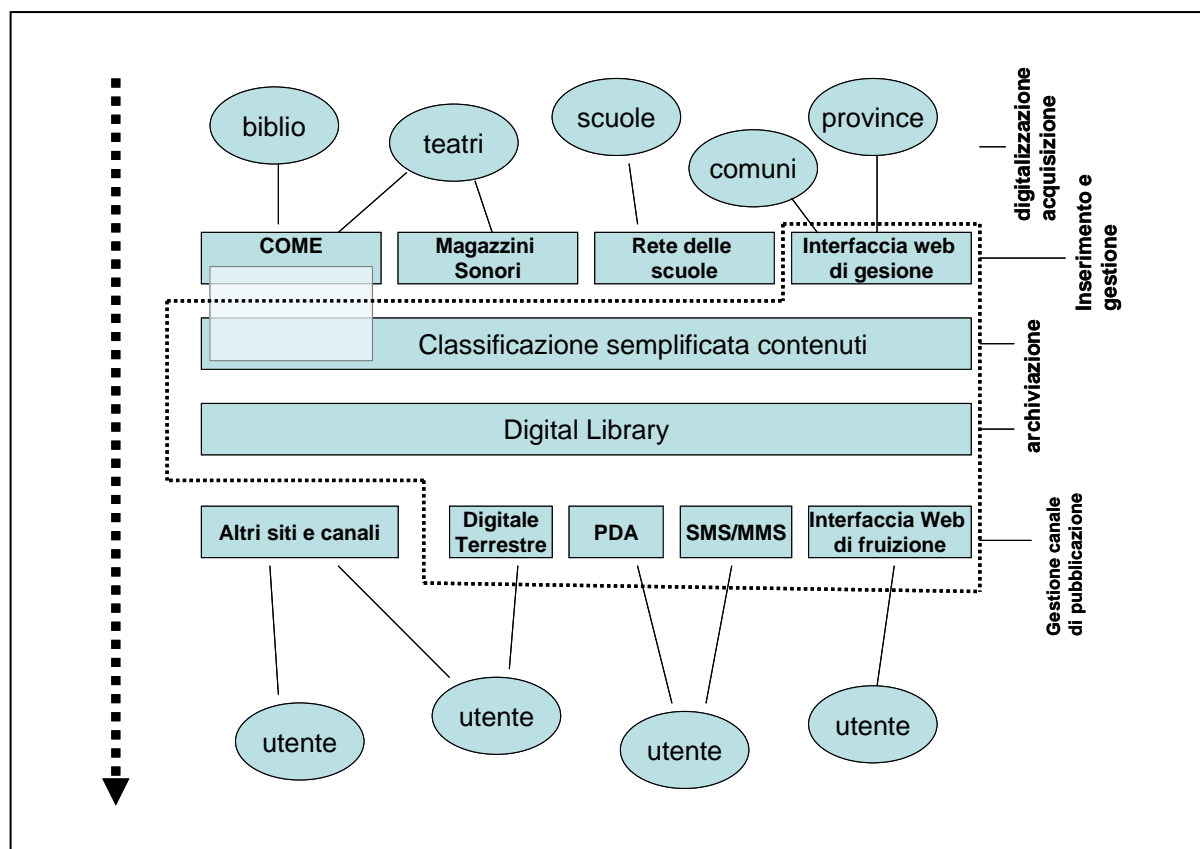 biblio
teatri
scuole
comuni
province
digitalizzazione
acquisizione
COME
Magazzini
Sonori
Rete delle
scuole
Interfaccia web
di gesione
Inserimento e
gestione
Classificazione semplificata contenuti
archiviazione
Digital Library
Altri siti e canali
Digitale
Terrestre
PDA
SMS/MMS
Interfaccia Web
di fruizione
Gestione canale
di pubblicazione
utente
utente
utente
utente